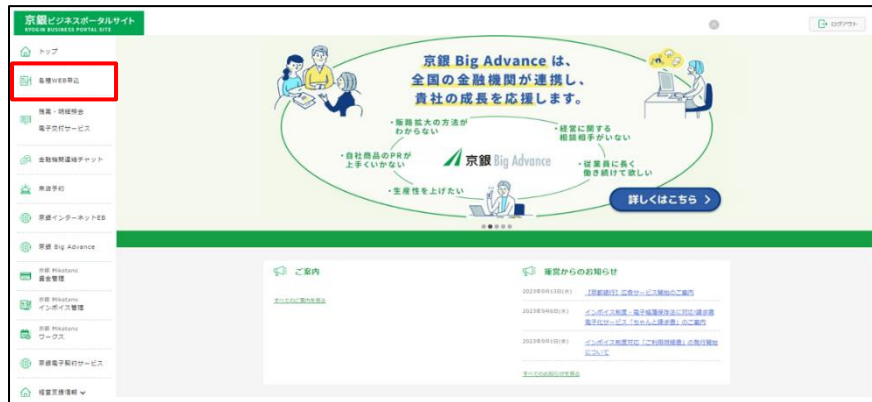 京銀ビジネスポータルサイト
KYOGIN BUSINESS PORTAL SITE
ログアウト
トップ
各種WEB申込
残高・明細照会
電子交付サービス
金融機関連絡チャット
来店予約
京銀インターネットEB
京銀 Big Advance
京銀 Mikatano
資金管理
京銀 Mikatano
インボイス管理
京銀 Mikatano
ワークス
京銀電子契約サービス
経営支援情報
京銀 Big Advance は、
全国の金融機関が連携し、
貴社の成長を応援します。
・販路拡大の方法が
わからない
・経営に関する
相談相手がいない
・自社商品のPRが
上手くいかない
京銀 Big Advance
・従業員に長く
働き続けて欲しい
・生産性を上げたい
詳しくはこちら
ご案内
すべてのご案内を見る
運営からのお知らせ
2023年9月13日(水) 【京都銀行】広告サービス開始のご案内
2023年9月6日(水) インボイス制度・電子帳簿保存法に対応!請求書
電子化サービス「ちゃんと請求書」のご案内
2023年9月1日(金) インボイス制度対応「ご利用明細書」の発行開始
について
すべてのお知らせを見る